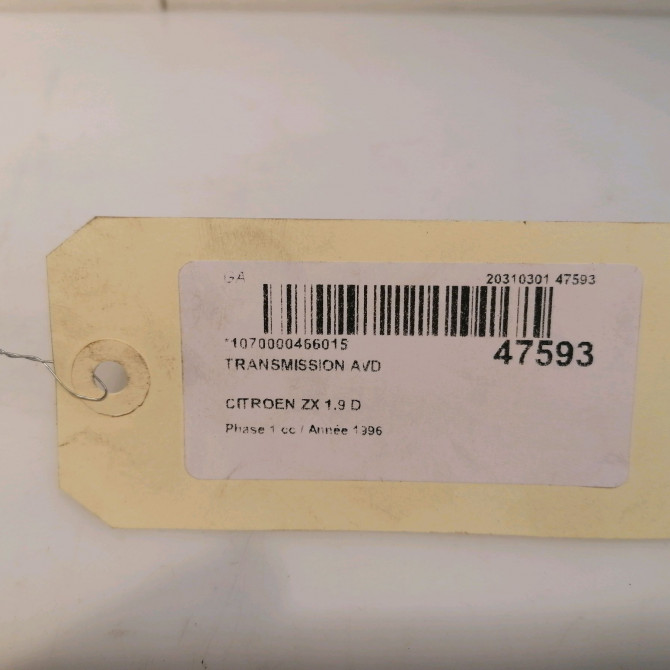 GA 20310301 47593
*1070000466015
47593
TRANSMISSION AVD
CITROEN ZX 1.9 D
Phase 1 cc / Année 1996